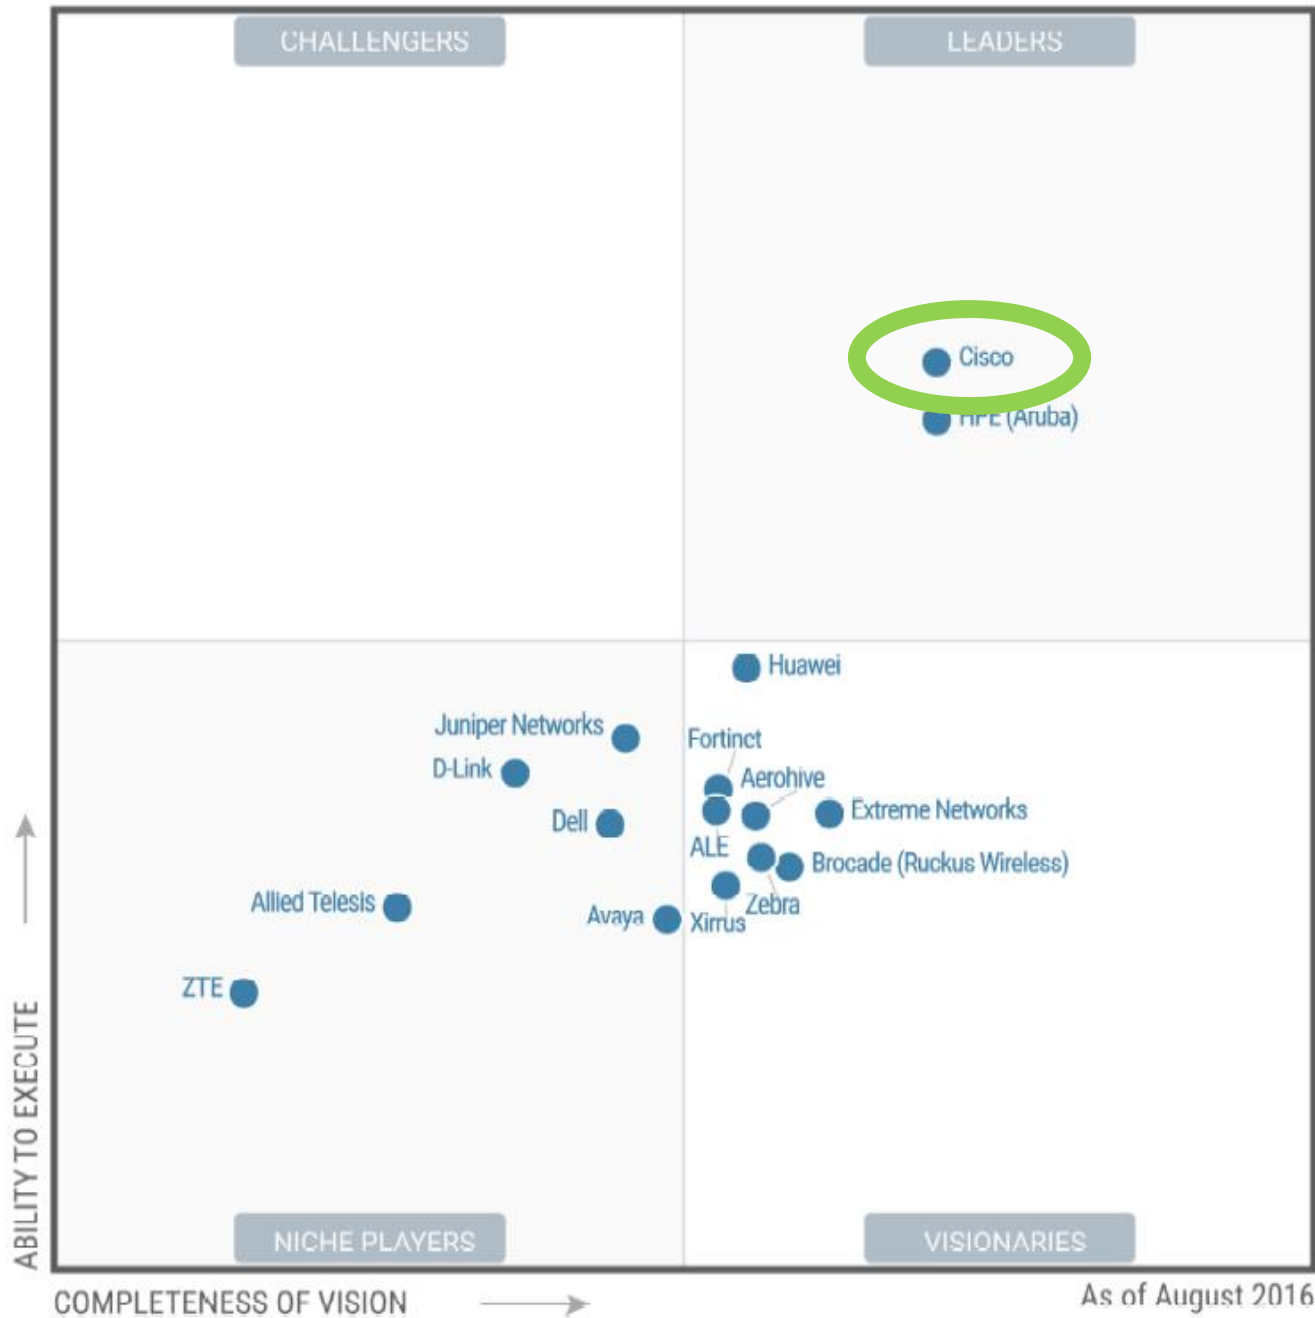 CHALLENGERS
LEADERS
Cisco
HPE (Aruba)
Huawei
Juniper Networks
Fortinet
D-Link
Aerohive
Dell
Extreme Networks
ALE
Brocade (Ruckus Wireless)
Allied Telesis
Zebra
Avaya
Xirrus
ZTE
ABILITY TO EXECUTE
NICHE PLAYERS
VISIONARIES
COMPLETENESS OF VISION
As of August 2016